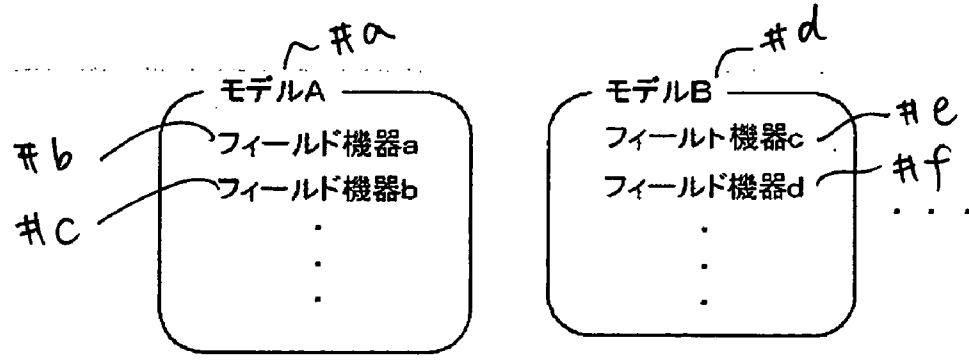 #a
モデルA
#b
フィールド機器a
#c
フィールド機器b
・
・
・
#d
モデルB
フィールト機器c
#e
フィールド機器d
#f
・
・
・
・・・